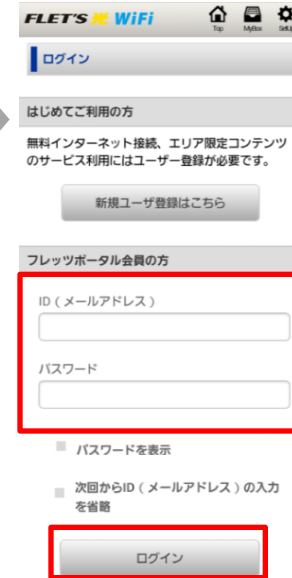 FLET'S 光 WiFi
Top MyBox SetUp
ログイン
はじめてご利用の方
無料インターネット接続、エリア限定コンテンツ
のサービス利用にはユーザー登録が必要です。
新規ユーザ登録はこちら
フレッツポータル会員の方
ID ( メールアドレス )
パスワード
パスワードを表示
次回からID ( メールアドレス ) の入力
を省略
ログイン